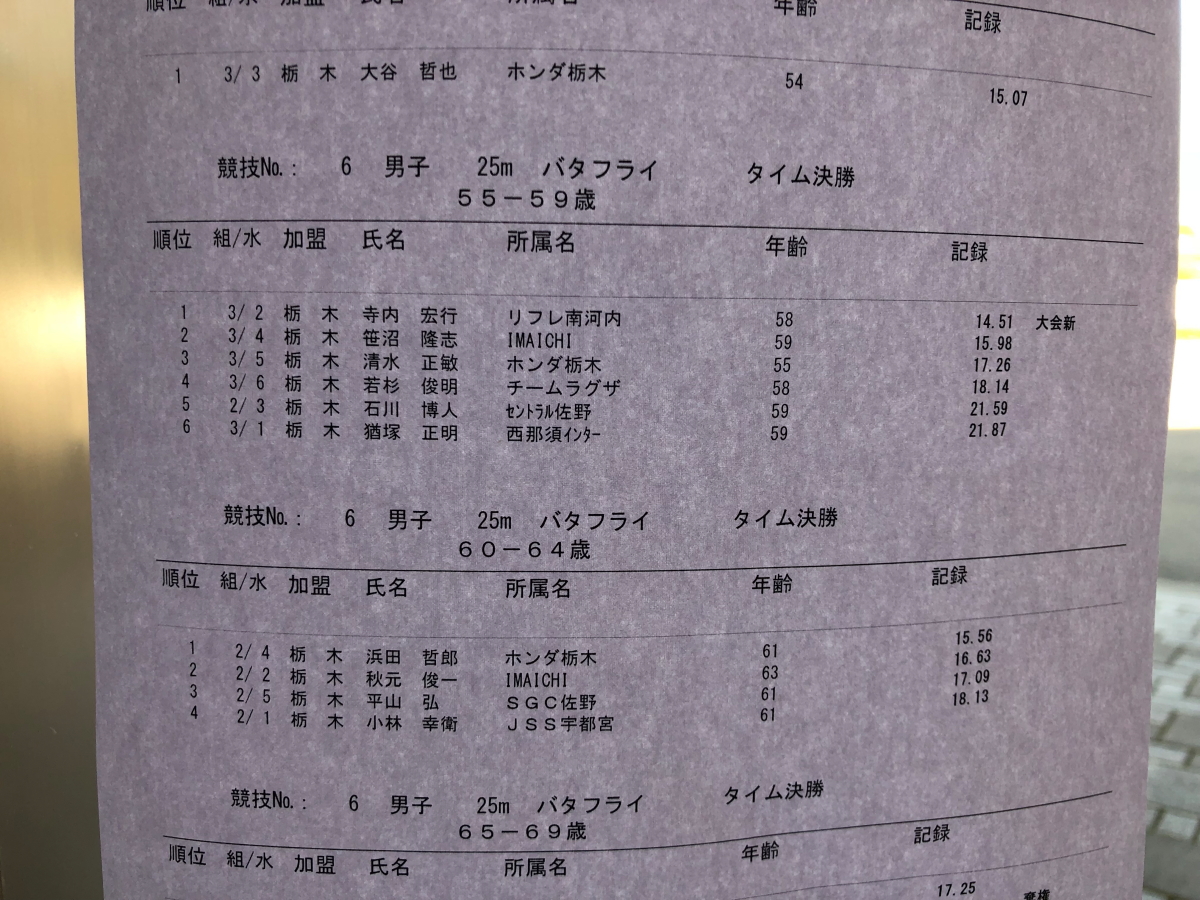 順位 組/水 加盟 氏名 所属名 年齢 記録
1 3/ 3 栃 木 大谷 哲也 ホンダ栃木 54 15.07
競技No.: 6 男子 25m バタフライ タイム決勝
55-59歳
順位 組/水 加盟 氏名 所属名 年齢 記録
1 3/ 2 栃 木 寺内 宏行 リフレ南河内 58 14.51 大会新
2 3/ 4 栃 木 笹沼 隆志 IMAICHI 59 15.98
3 3/ 5 栃 木 清水 正敏 ホンダ栃木 55 17.26
4 3/ 6 栃 木 若杉 俊明 チームラグザ 58 18.14
5 2/ 3 栃 木 石川 博人 ｾﾝﾄﾗﾙ佐野 59 21.59
6 3/ 1 栃 木 猶塚 正明 西那須ｲﾝﾀｰ 59 21.87
競技No.: 6 男子 25m バタフライ タイム決勝
60-64歳
順位 組/水 加盟 氏名 所属名 年齢 記録
1 2/ 4 栃 木 浜田 哲郎 ホンダ栃木 61 15.56
2 2/ 2 栃 木 秋元 俊一 IMAICHI 63 16.63
3 2/ 5 栃 木 平山 弘 SGC佐野 61 17.09
4 2/ 1 栃 木 小林 幸衛 JSS宇都宮 61 18.13
競技No.: 6 男子 25m バタフライ タイム決勝
65-69歳
順位 組/水 加盟 氏名 所属名 年齢 記録
17.25 棄権